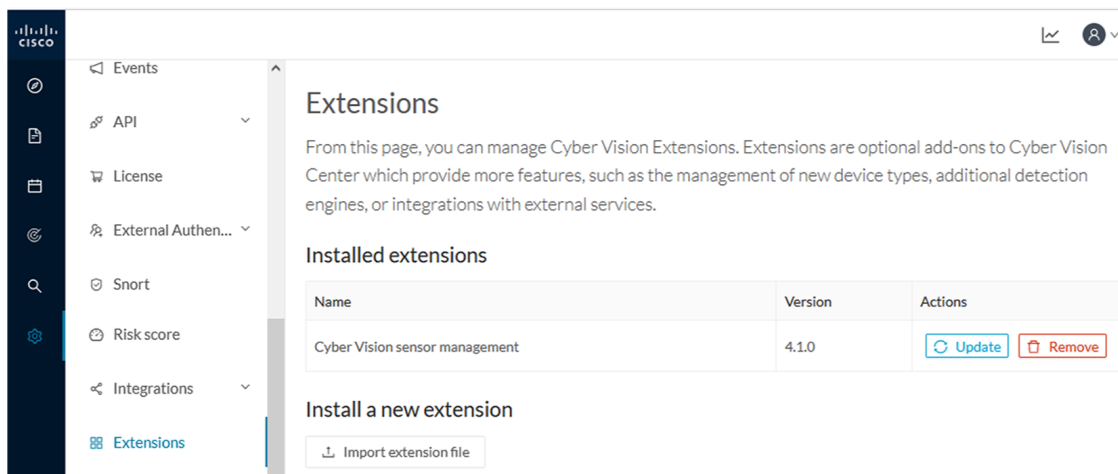 CISCO
Events
API
License
External Authen...
Snort
Risk score
Integrations
Extensions
Extensions
From this page, you can manage Cyber Vision Extensions. Extensions are optional add-ons to Cyber Vision
Center which provide more features, such as the management of new device types, additional detection
engines, or integrations with external services.
Installed extensions
Name Version Actions
Cyber Vision sensor management 4.1.0 Update Remove
Install a new extension
Import extension file